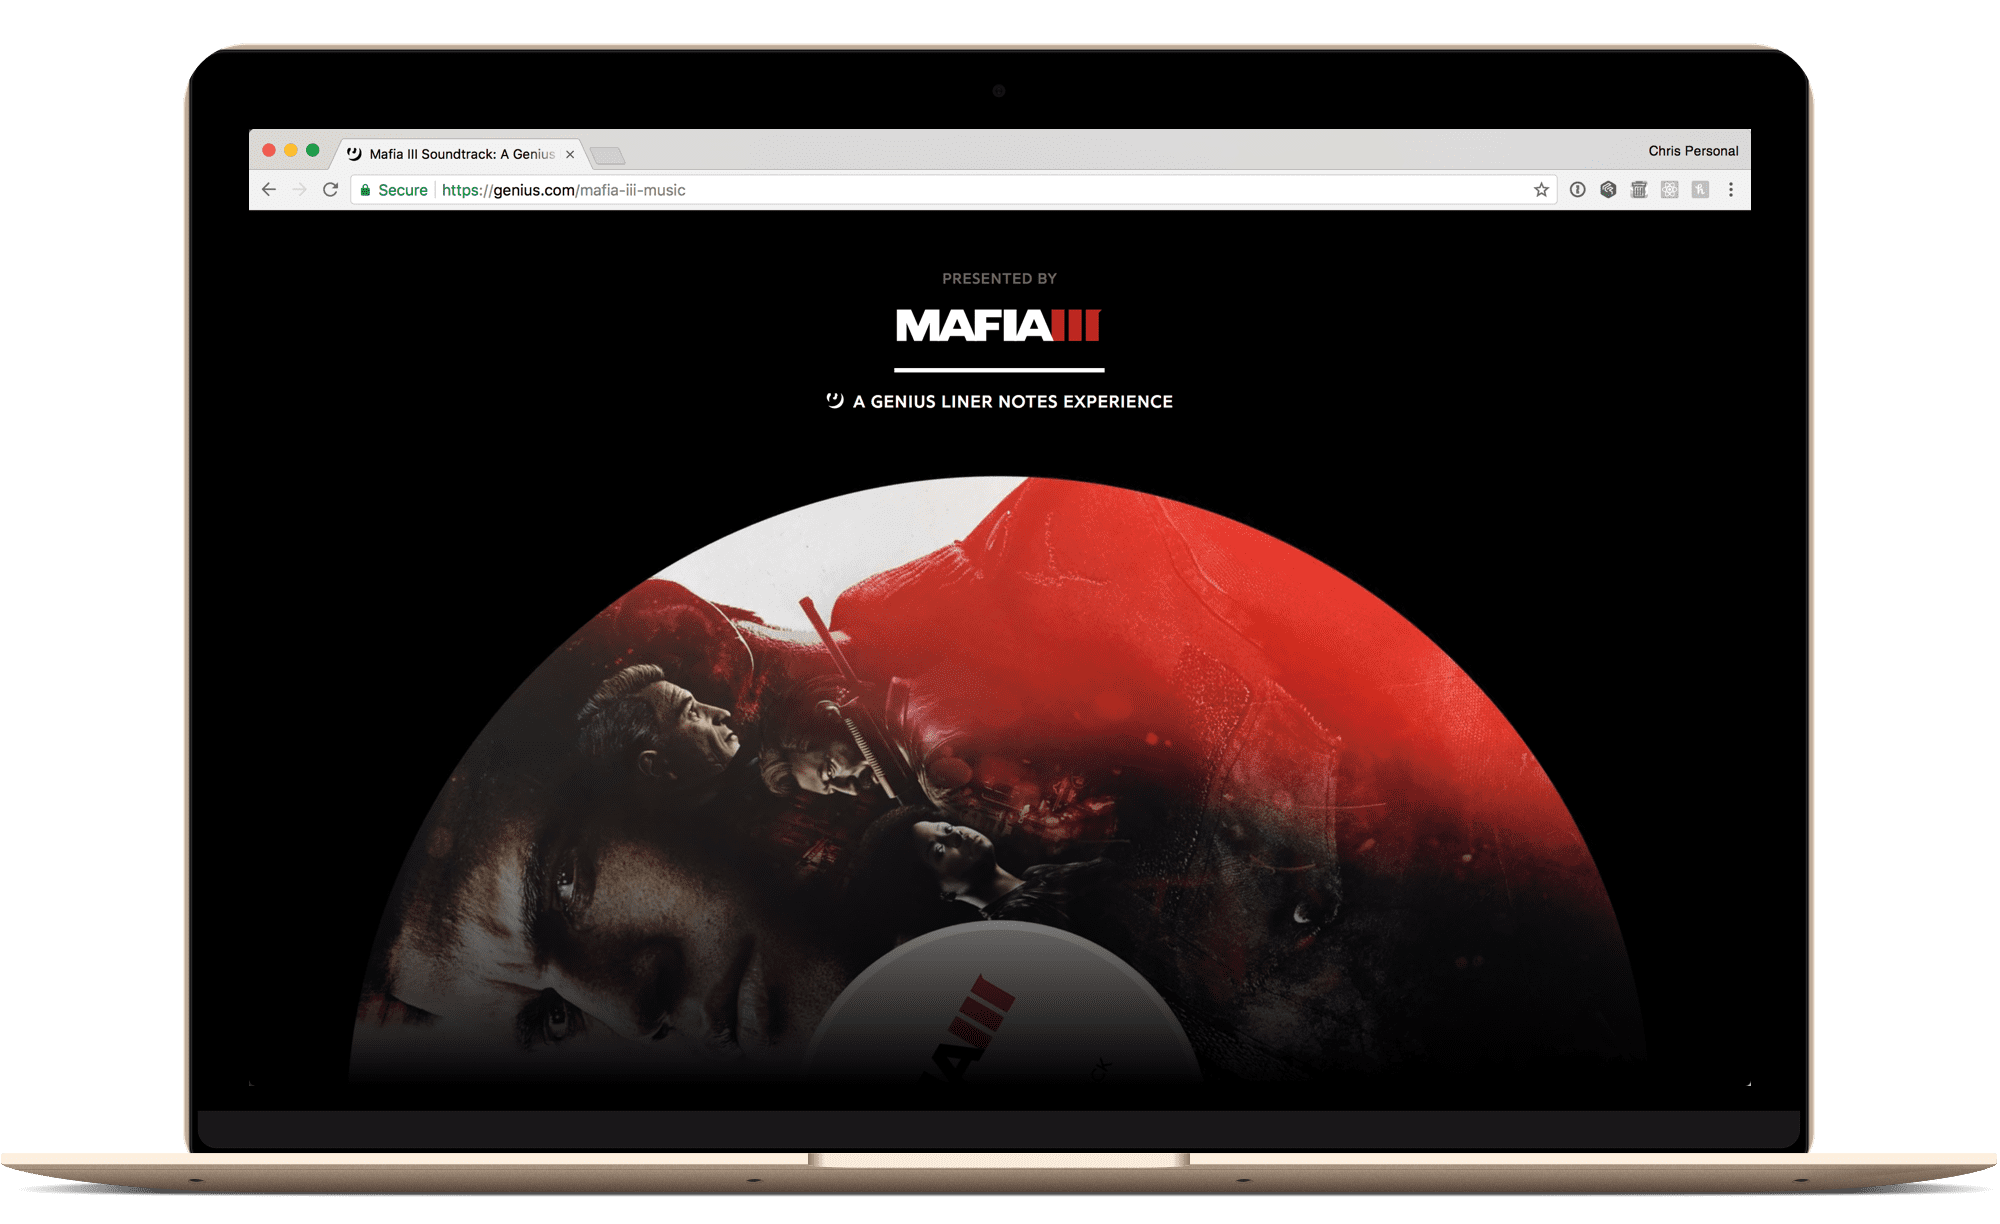 Mafia III Soundtrack: A Genius
Chris Personal
Secure
https://genius.com/mafia-iii-music
PRESENTED BY
MAFIA III
A GENIUS LINER NOTES EXPERIENCE